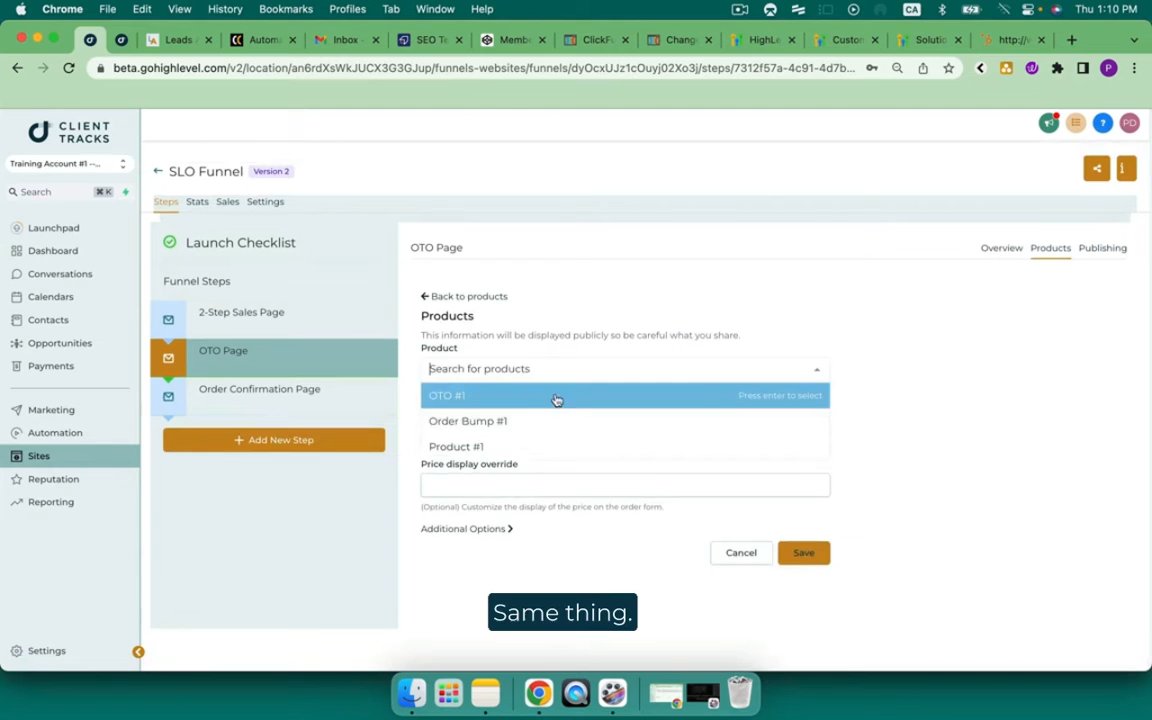 Chrome File Edit View History Bookmarks Profiles Tab Window Help CA Thu 1:10 PM
Leads Automa Inbox - SEO Te Membe ClickFu Change HighLe Custom Solutio http://v
beta.gohighlevel.com/v2/location/an6rdXsWkJUCX3G3GJup/funnels-websites/funnels/dyOcxUJz1cOuyj02Xo3j/steps/7312f57a-4c91-4d7b... P
CLIENT
TRACKS
PD
Training Account #1 --...
Search ⌘ K
SLO Funnel Version 2
Steps Stats Sales Settings
Launchpad
Dashboard
Conversations
Calendars
Contacts
Opportunities
Payments
Marketing
Automation
Sites
Reputation
Reporting
Settings
Launch Checklist
Funnel Steps
2-Step Sales Page
OTO Page
Order Confirmation Page
+ Add New Step
OTO Page Overview Products Publishing
Back to products
Products
This information will be displayed publicly so be careful what you share.
Product
Search for products
OTO #1 Press enter to select
Order Bump #1
Product #1
Price display override
(Optional) Customize the display of the price on the order form.
Additional Options
Cancel Save
Same thing.